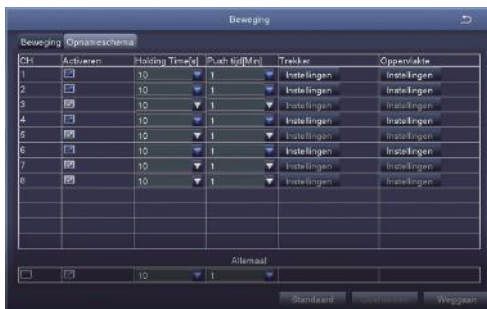 Beweging
Beweging Opnameschema
CH Activeren Holding Time[s] Push tijd[Min] Trekker Oppervlakte
1 10 1 Instellingen Instellingen
2 10 1 Instellingen Instellingen
3 10 1 Instellingen Instellingen
4 10 1 Instellingen Instellingen
5 10 1 Instellingen Instellingen
6 10 1 Instellingen Instellingen
7 10 1 Instellingen Instellingen
8 10 1 Instellingen Instellingen
Allemaal
10 1
Standaard Weggaan